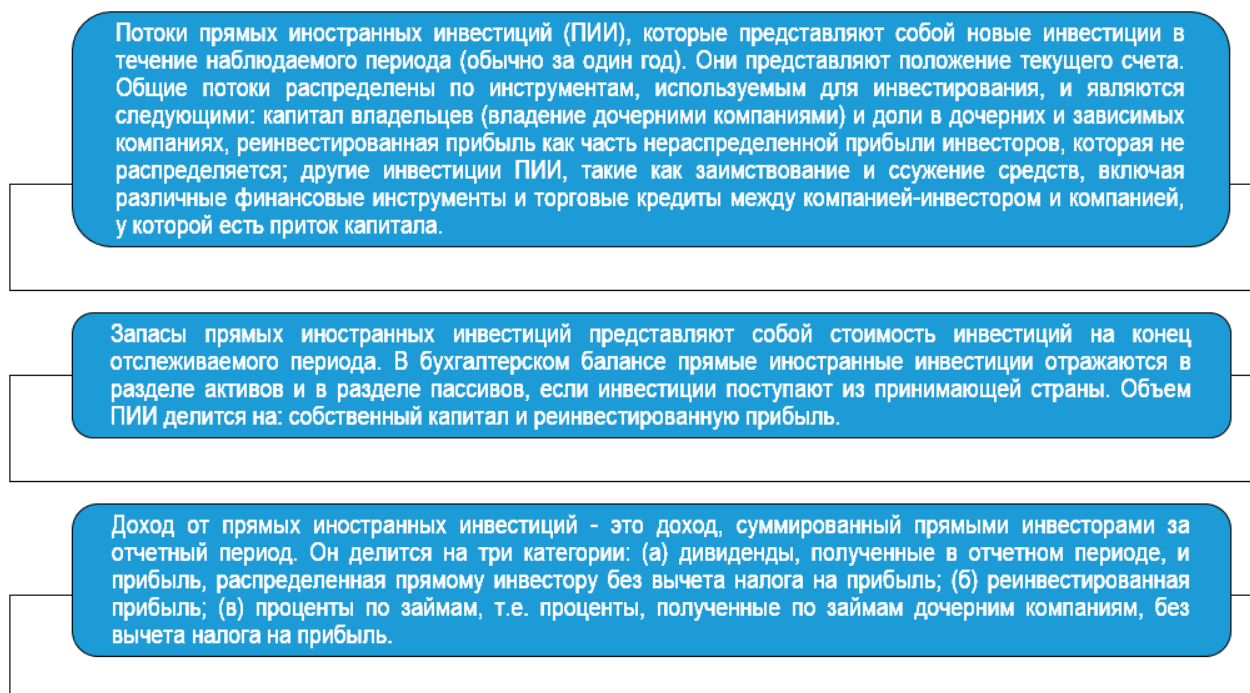 Потоки прямых иностранных инвестиций (ПИИ), которые представляют собой новые инвестиции в
течение наблюдаемого периода (обычно за один год). Они представляют положение текущего счета.
Общие потоки распределены по инструментам, используемым для инвестирования, и являются
следующими: капитал владельцев (владение дочерними компаниями) и доли в дочерних и зависимых
компаниях, реинвестированная прибыль как часть нераспределенной прибыли инвесторов, которая не
распределяется; другие инвестиции ПИИ, такие как заимствование и ссужение средств, включая
различные финансовые инструменты и торговые кредиты между компанией-инвестором и компанией,
у которой есть приток капитала.
Запасы прямых иностранных инвестиций представляют собой стоимость инвестиций на конец
отслеживаемого периода. В бухгалтерском балансе прямые иностранные инвестиции отражаются в
разделе активов и в разделе пассивов, если инвестиции поступают из принимающей страны. Объем
ПИИ делится на: собственный капитал и реинвестированную прибыль.
Доход от прямых иностранных инвестиций - это доход, суммированный прямыми инвесторами за
отчетный период. Он делится на три категории: (а) дивиденды, полученные в отчетном периоде, и
прибыль, распределенная прямому инвестору без вычета налога на прибыль; (б) реинвестированная
прибыль; (в) проценты по займам, т.е. проценты, полученные по займам дочерним компаниям, без
вычета налога на прибыль.